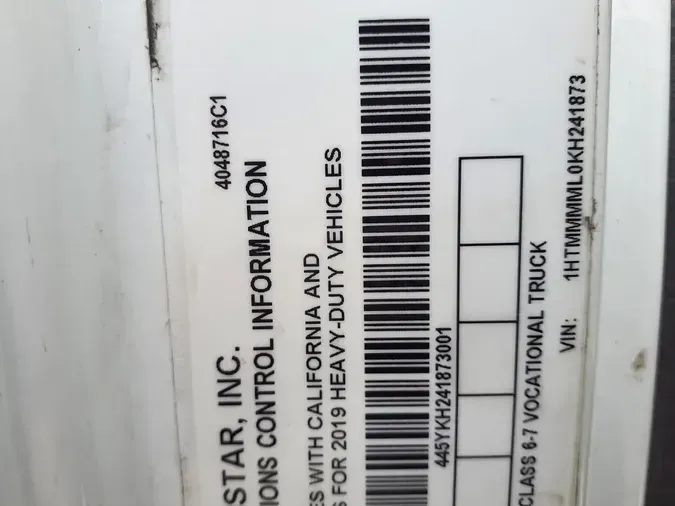 4048716C1
STAR, INC.
IONS CONTROL INFORMATION
ES WITH CALIFORNIA AND
S FOR 2019 HEAVY-DUTY VEHICLES
445YKH241873001
CLASS 6-7 VOCATIONAL TRUCK
VIN: 1HTMMMML0KH241873